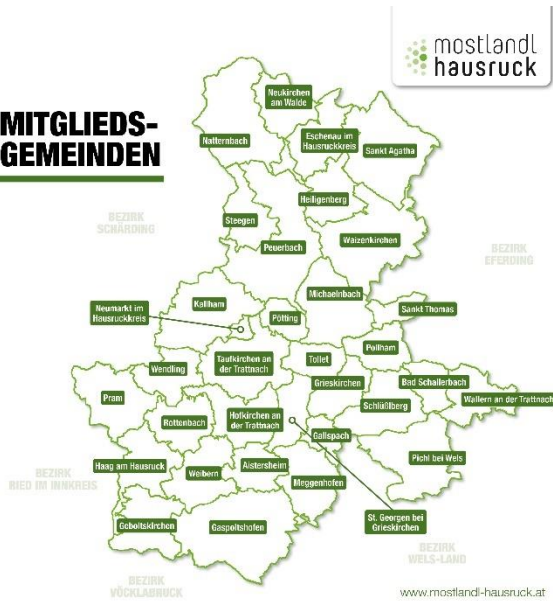 mostlandl
hausruck
MITGLIEDS-
GEMEINDEN
Neukirchen
am Walde
Natternbach
Eschenau im
Hausruckkreis
Sankt Agatha
Heiligenberg
Steegen
BEZIRK
SCHÄRDING
Waizenkirchen
Peuerbach
BEZIRK
EFERDING
Michaelnbach
Kallham
Neumarkt im
Hausruckkreis
Sankt Thomas
Pötting
Pollham
Taufkirchen an
der Trattnach
Tollet
Wendling
Grieskirchen
Bad Schallerbach
Pram
Wallern an der Trattnach
Schlüßlberg
Rottenbach
Hofkirchen an
der Trattnach
Gallspach
Pichl bei Wels
Haag am Hausruck
Aistersheim
Weibern
BEZIRK
RIED IM INNKREIS
Meggenhofen
Geboltskirchen
Gaspoltshofen
St. Georgen bei
Grieskirchen
BEZIRK
WELS-LAND
BEZIRK
VÖCKLABRUCK
www.mostlandl-hausruck.at